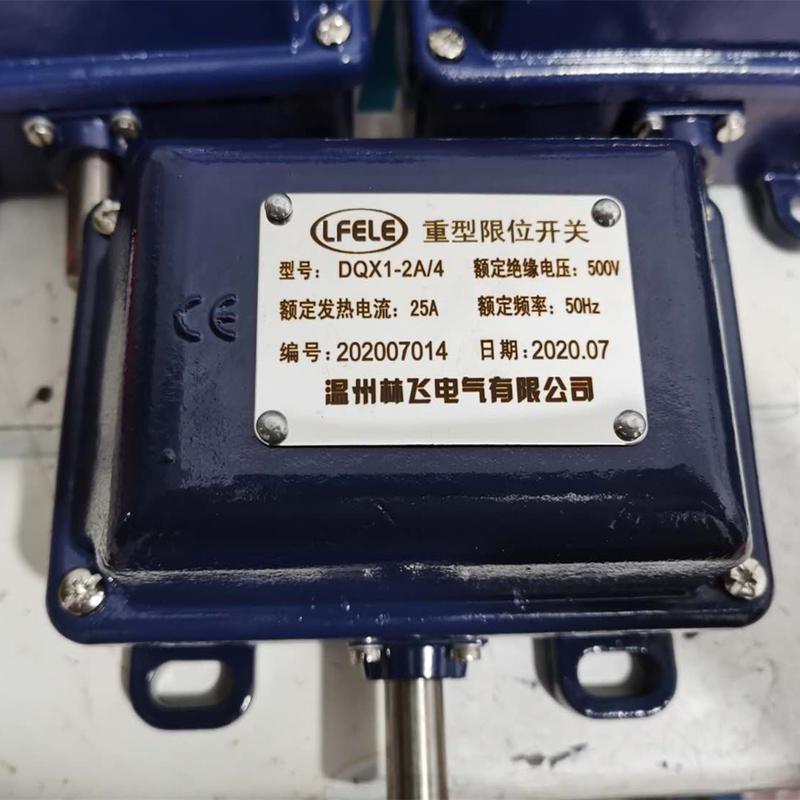 LFELE 重型限位开关
型号: DQX1-2A/4 额定绝缘电压: 500V
额定发热电流: 25A 额定频率: 50Hz
编号: 202007014 日期: 2020.07
温州林飞电气有限公司
CE